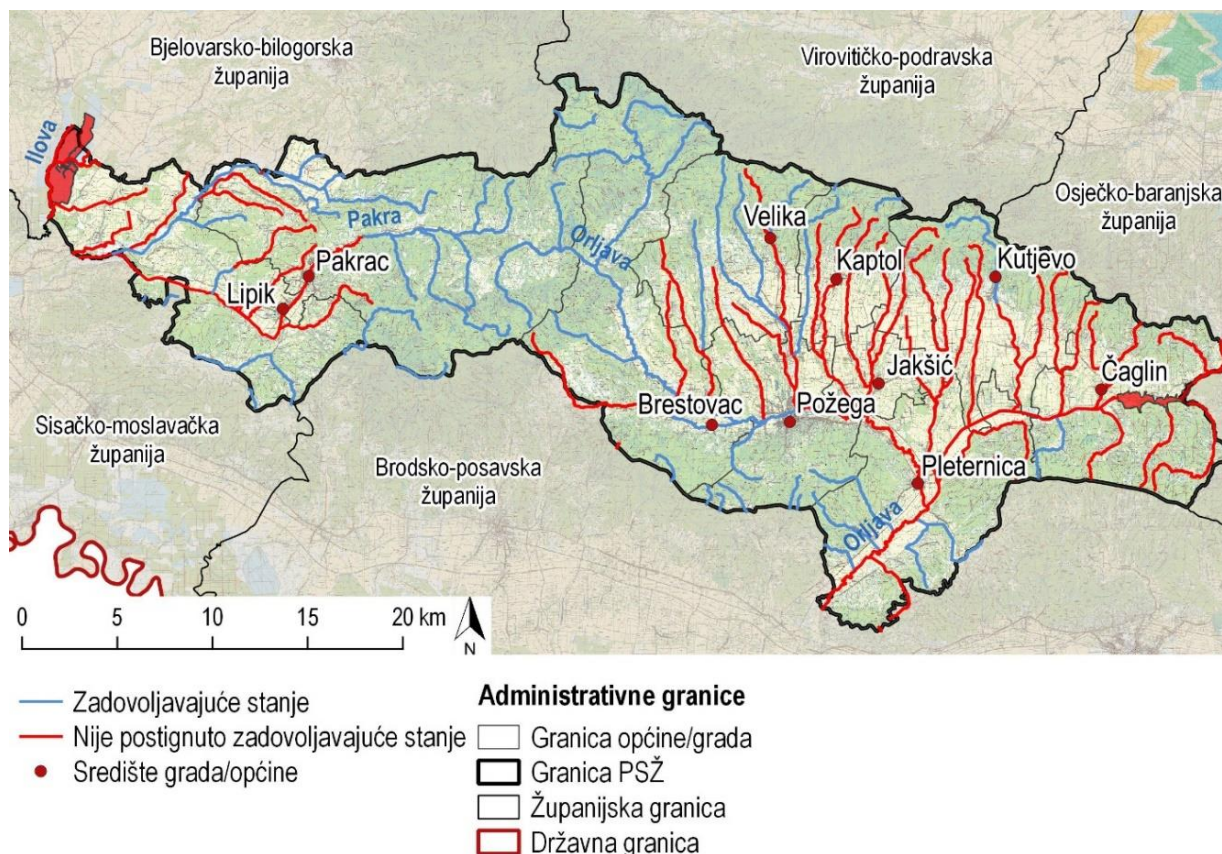 Bjelovarsko-bilogorska
županija
Virovitičko-podravska
županija
Osječko-baranjska
županija
Ilova
Pakra
Orljava
Velika
Kaptol
Kutjevo
Pakrac
Lipik
Jakšić
Čaglin
Brestovac
Požega
Sisačko-moslavačka
županija
Brodsko-posavska
županija
Pleternica
Orljava
0 5 10 15 20 km
N
Zadovoljavajuće stanje
Nije postignuto zadovoljavajuće stanje
Središte grada/općine
Administrativne granice
Granica općine/grada
Granica PSŽ
Županijska granica
Državna granica